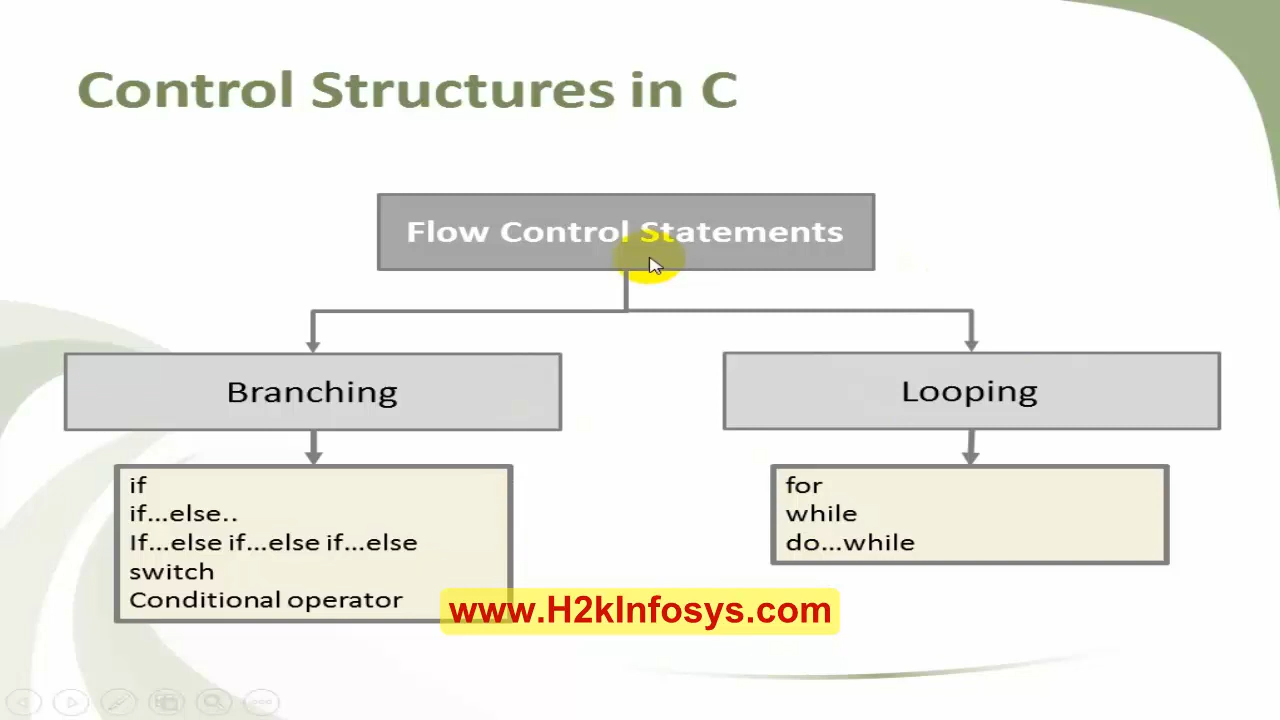 Control Structures in C
Flow Control Statements
Branching
Looping
if
if...else..
If...else if...else if...else
switch
Conditional operator
for
while
do...while
www.H2kInfosys.com